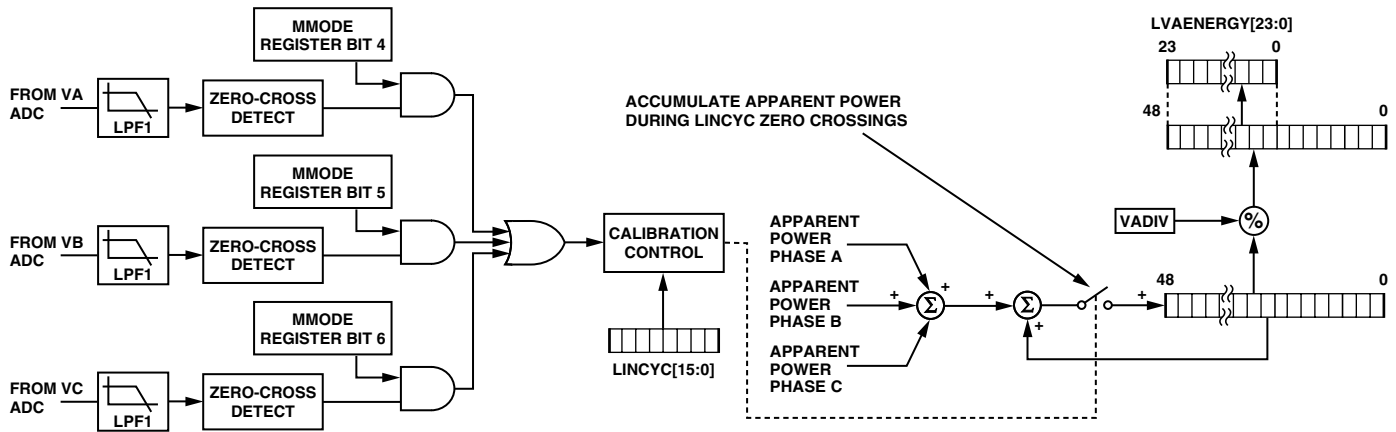 MMODE
REGISTER BIT 4
FROM VA
ADC
LPF1
ZERO-CROSS
DETECT
MMODE
REGISTER BIT 5
FROM VB
ADC
LPF1
ZERO-CROSS
DETECT
MMODE
REGISTER BIT 6
FROM VC
ADC
LPF1
ZERO-CROSS
DETECT
CALIBRATION
CONTROL
LINCYC[15:0]
ACCUMULATE APPARENT POWER
DURING LINCYC ZERO CROSSINGS
APPARENT
POWER
PHASE A
APPARENT
POWER
PHASE B
APPARENT
POWER
PHASE C
+
+
Σ
+
Σ
+
+
LVAENERGY[23:0]
23 0
48 0
VADIV
%
48 0